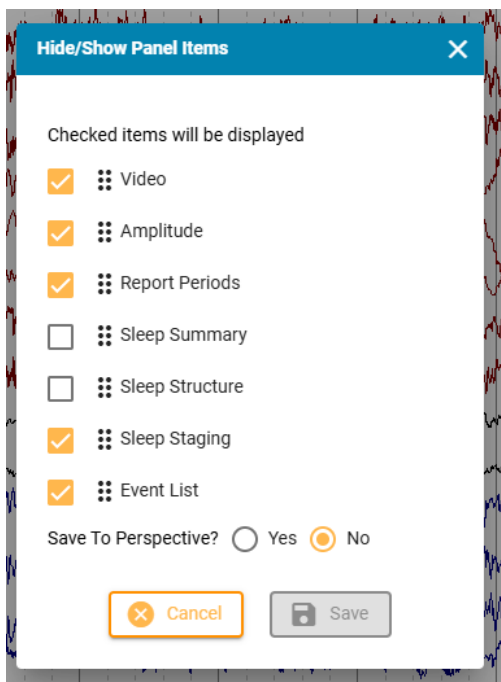 Hide/Show Panel Items
Checked items will be displayed
Video
Amplitude
Report Periods
Sleep Summary
Sleep Structure
Sleep Staging
Event List
Save To Perspective? Yes No
Cancel Save